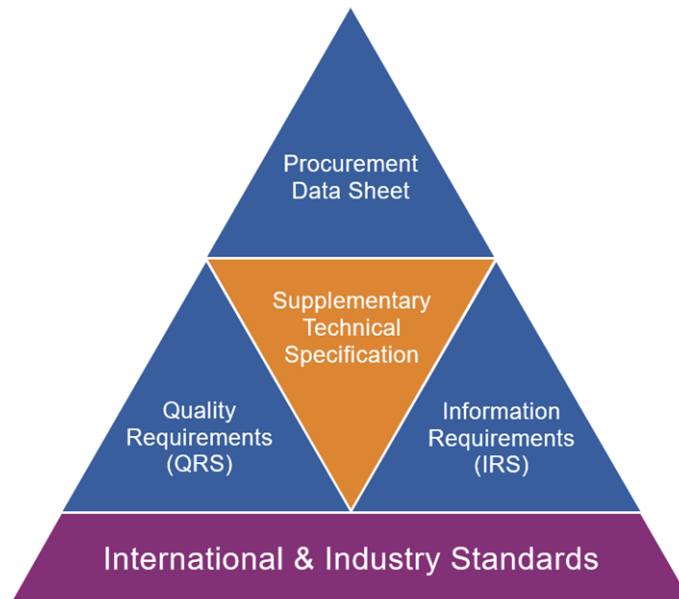 Procurement
Data Sheet
Supplementary
Technical
Specification
Quality
Requirements
(QRS)
Information
Requirements
(IRS)
International & Industry Standards